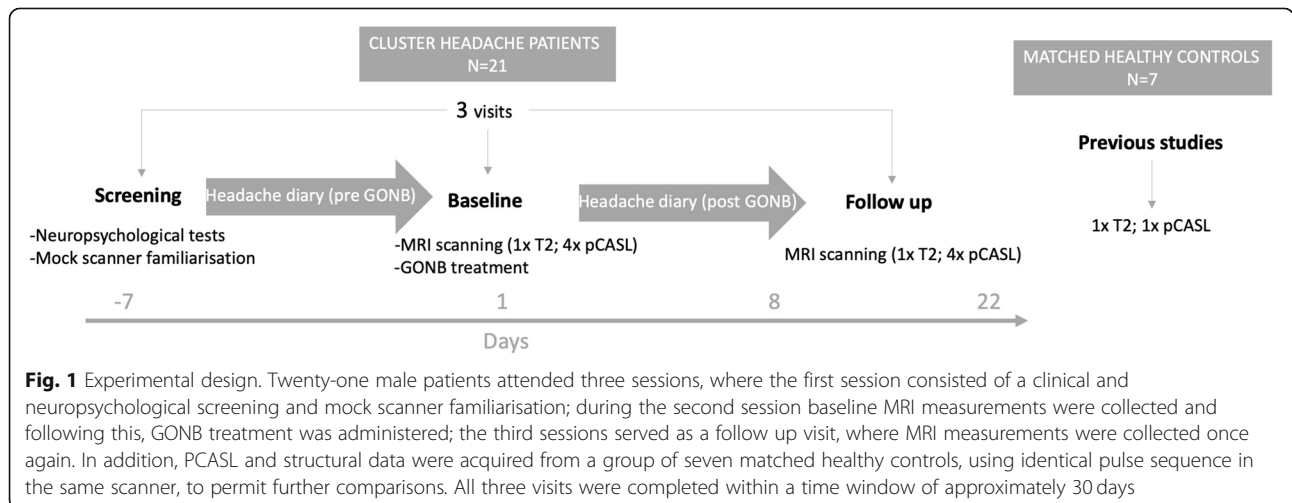 CLUSTER HEADACHE PATIENTS
N=21
MATCHED HEALTHY CONTROLS
N=7
3 visits
Previous studies
Screening
Headache diary (pre GONB)
Baseline
Headache diary (post GONB)
Follow up
1x T2; 1x pCASL
-Neuropsychological tests
-Mock scanner familiarisation
-MRI scanning (1x T2; 4x pCASL)
-GONB treatment
MRI scanning (1x T2; 4x pCASL)
-7
1
8
22
Days
Fig. 1 Experimental design. Twenty-one male patients attended three sessions, where the first session consisted of a clinical and
neuropsychological screening and mock scanner familiarisation; during the second session baseline MRI measurements were collected and
following this, GONB treatment was administered; the third sessions served as a follow up visit, where MRI measurements were collected once
again. In addition, PCASL and structural data were acquired from a group of seven matched healthy controls, using identical pulse sequence in
the same scanner, to permit further comparisons. All three visits were completed within a time window of approximately 30 days